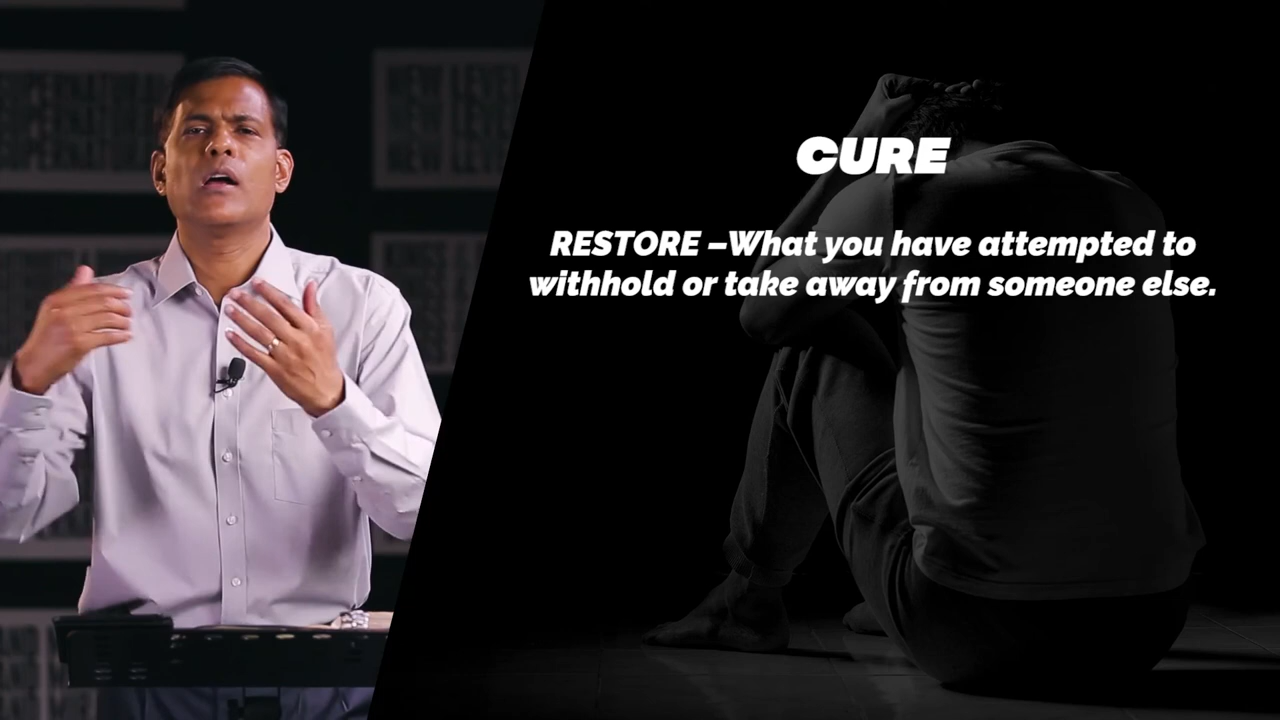 CURE
RESTORE –What you have attempted to
withhold or take away from someone else.